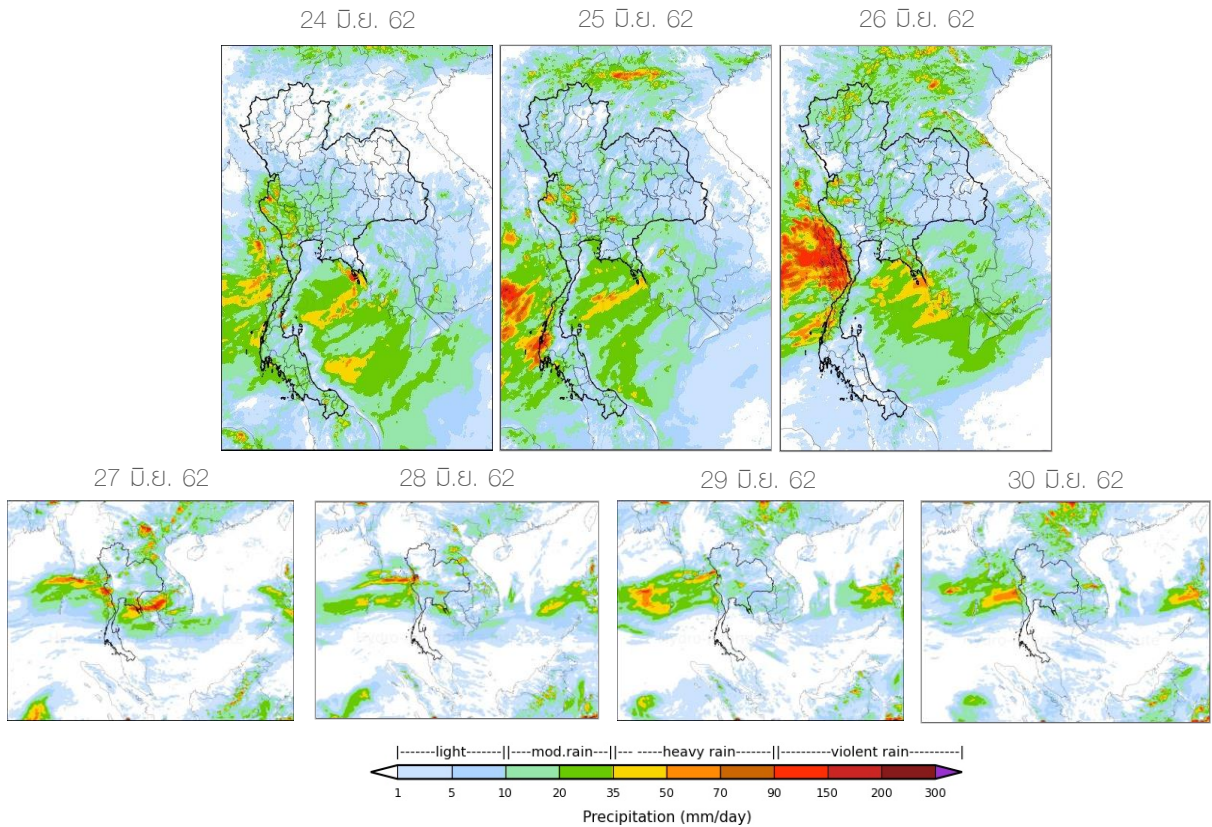 24 มิ.ย. 62
25 มิ.ย. 62
26 มิ.ย. 62
27 มิ.ย. 62
28 มิ.ย. 62
29 มิ.ย. 62
30 มิ.ย. 62
|-------light-------||----mod.rain---||--- -----heavy rain-------||----------violent rain----------|
1 5 10 20 35 50 70 90 150 200 300
Precipitation (mm/day)